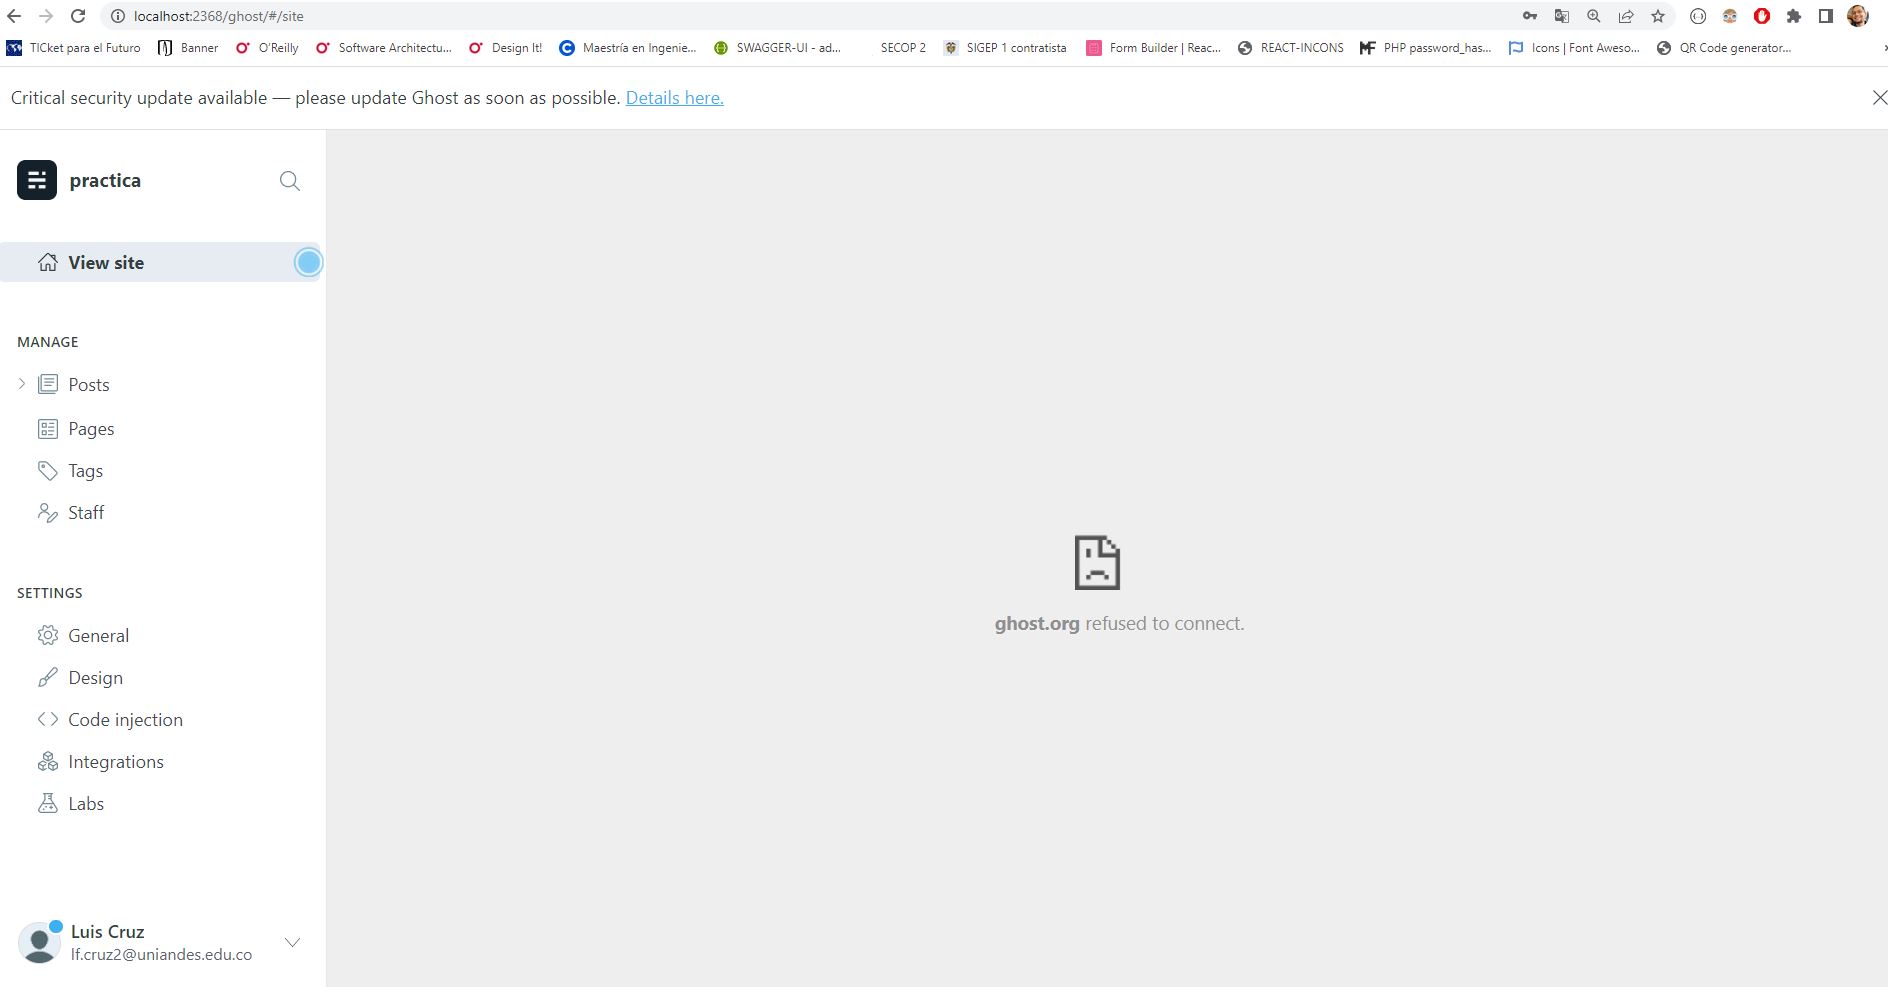 localhost:2368/ghost/#/site
TICket para el Futuro Banner O'Reilly Software Architectu... Design It! Maestría en Ingenie... SWAGGER-UI - ad... SECOP 2 SIGEP 1 contratista Form Builder | Reac... REACT-INCONS PHP password_has... Icons | Font Aweso... QR Code generator...
Critical security update available — please update Ghost as soon as possible. Details here.
practica
View site
MANAGE
Posts
Pages
Tags
Staff
SETTINGS
General
Design
Code injection
Integrations
Labs
Luis Cruz
lf.cruz2@uniandes.edu.co
ghost.org refused to connect.